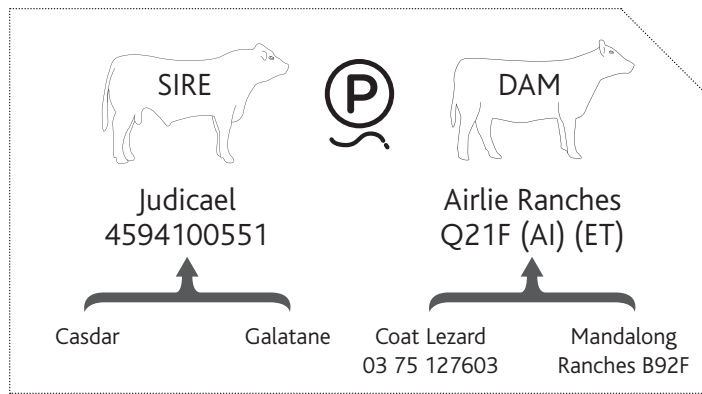 SIRE
P
DAM
Judicael
4594100551
Airlie Ranches
Q21F (AI) (ET)
Casdar
Galatane
Coat Lezard
03 75 127603
Mandalong
Ranches B92F